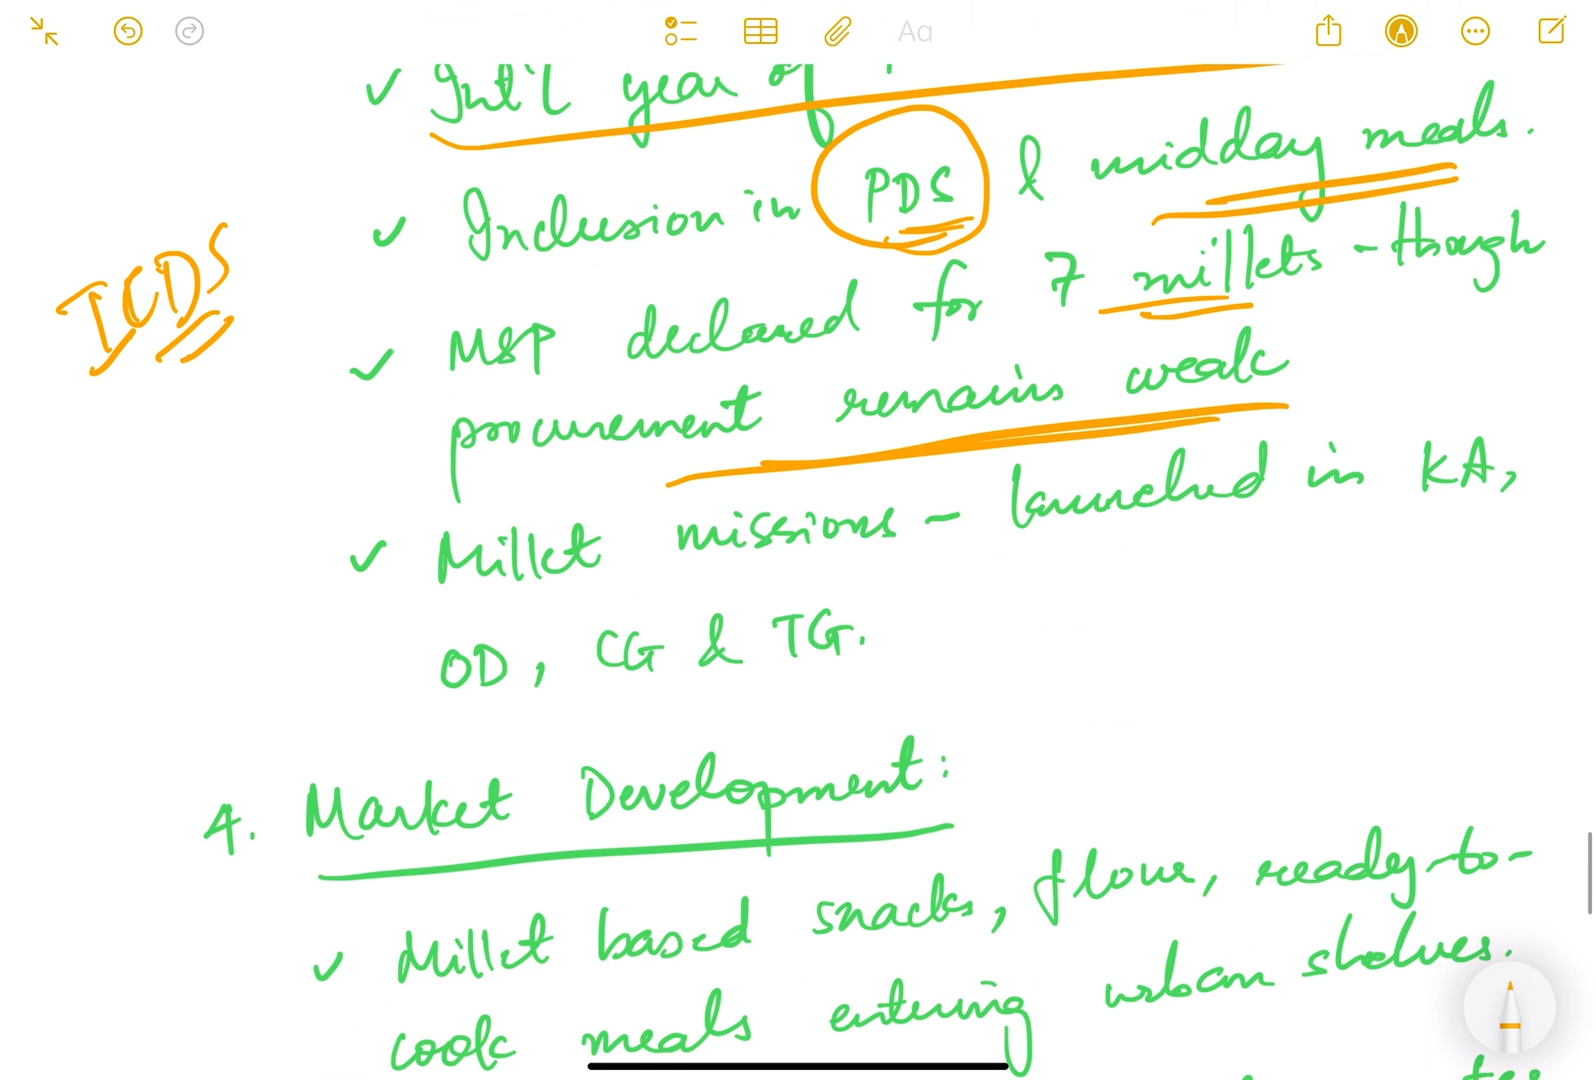 Aa
✓ Int'l year of
✓ Inclusion in PDS & midday meals.
ICDS
✓ MSP declared for 7 millets - though
procurement remains weak
✓ Millet missions - launched in KA,
OD, CG & TG.
4. Market Development:
✓ Millet based snacks, flour, ready-to-
cook meals entering urban shelves.